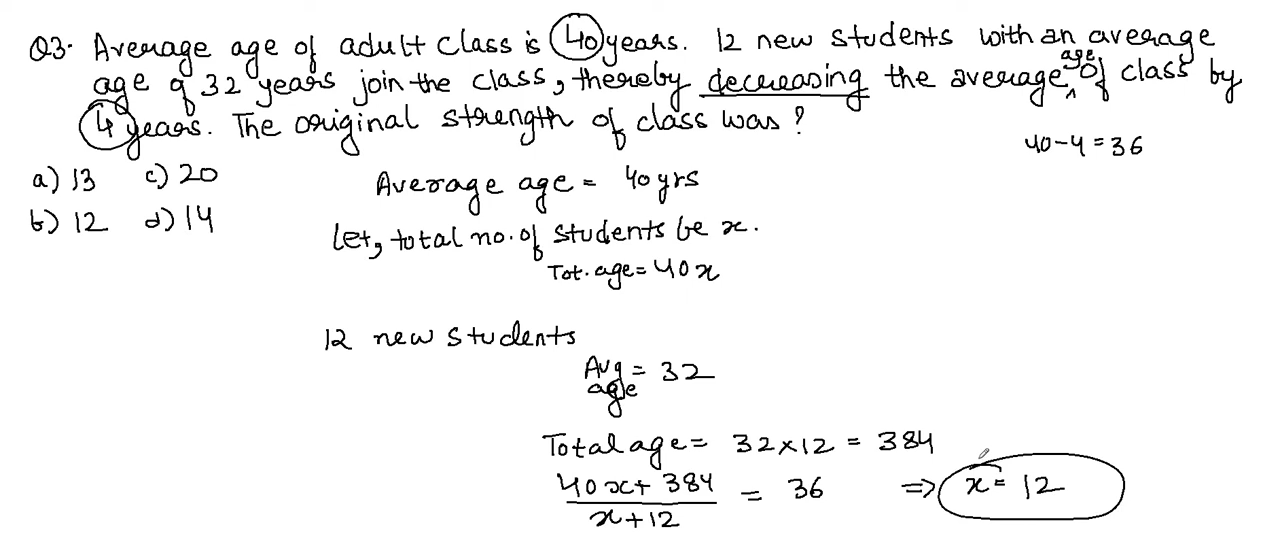 Q3. Average age of adult class is 40 years. 12 new students with an average
age of 32 years join the class, thereby decreasing the average age of class by
4 years. The original strength of class was?
40-4=36
a) 13 c) 20
b) 12 d) 14
Average age = 40yrs
Let, total no. of students be x.
Tot. age = 40x
12 new students
Avg age = 32
Total age = 32×12 = 384
40x+384 / x+12 = 36 ⇒ x = 12